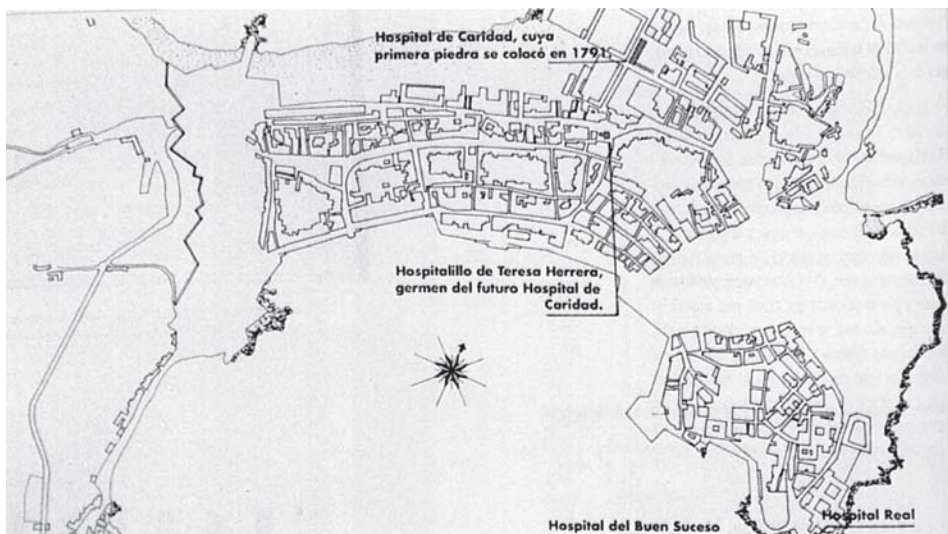 Hospital de Caridad, cuya
primera piedra se colocó en 1791.
Hospitalillo de Teresa Herrera,
germen del futuro Hospital de
Caridad.
Hospital Real
Hospital del Buen Suceso